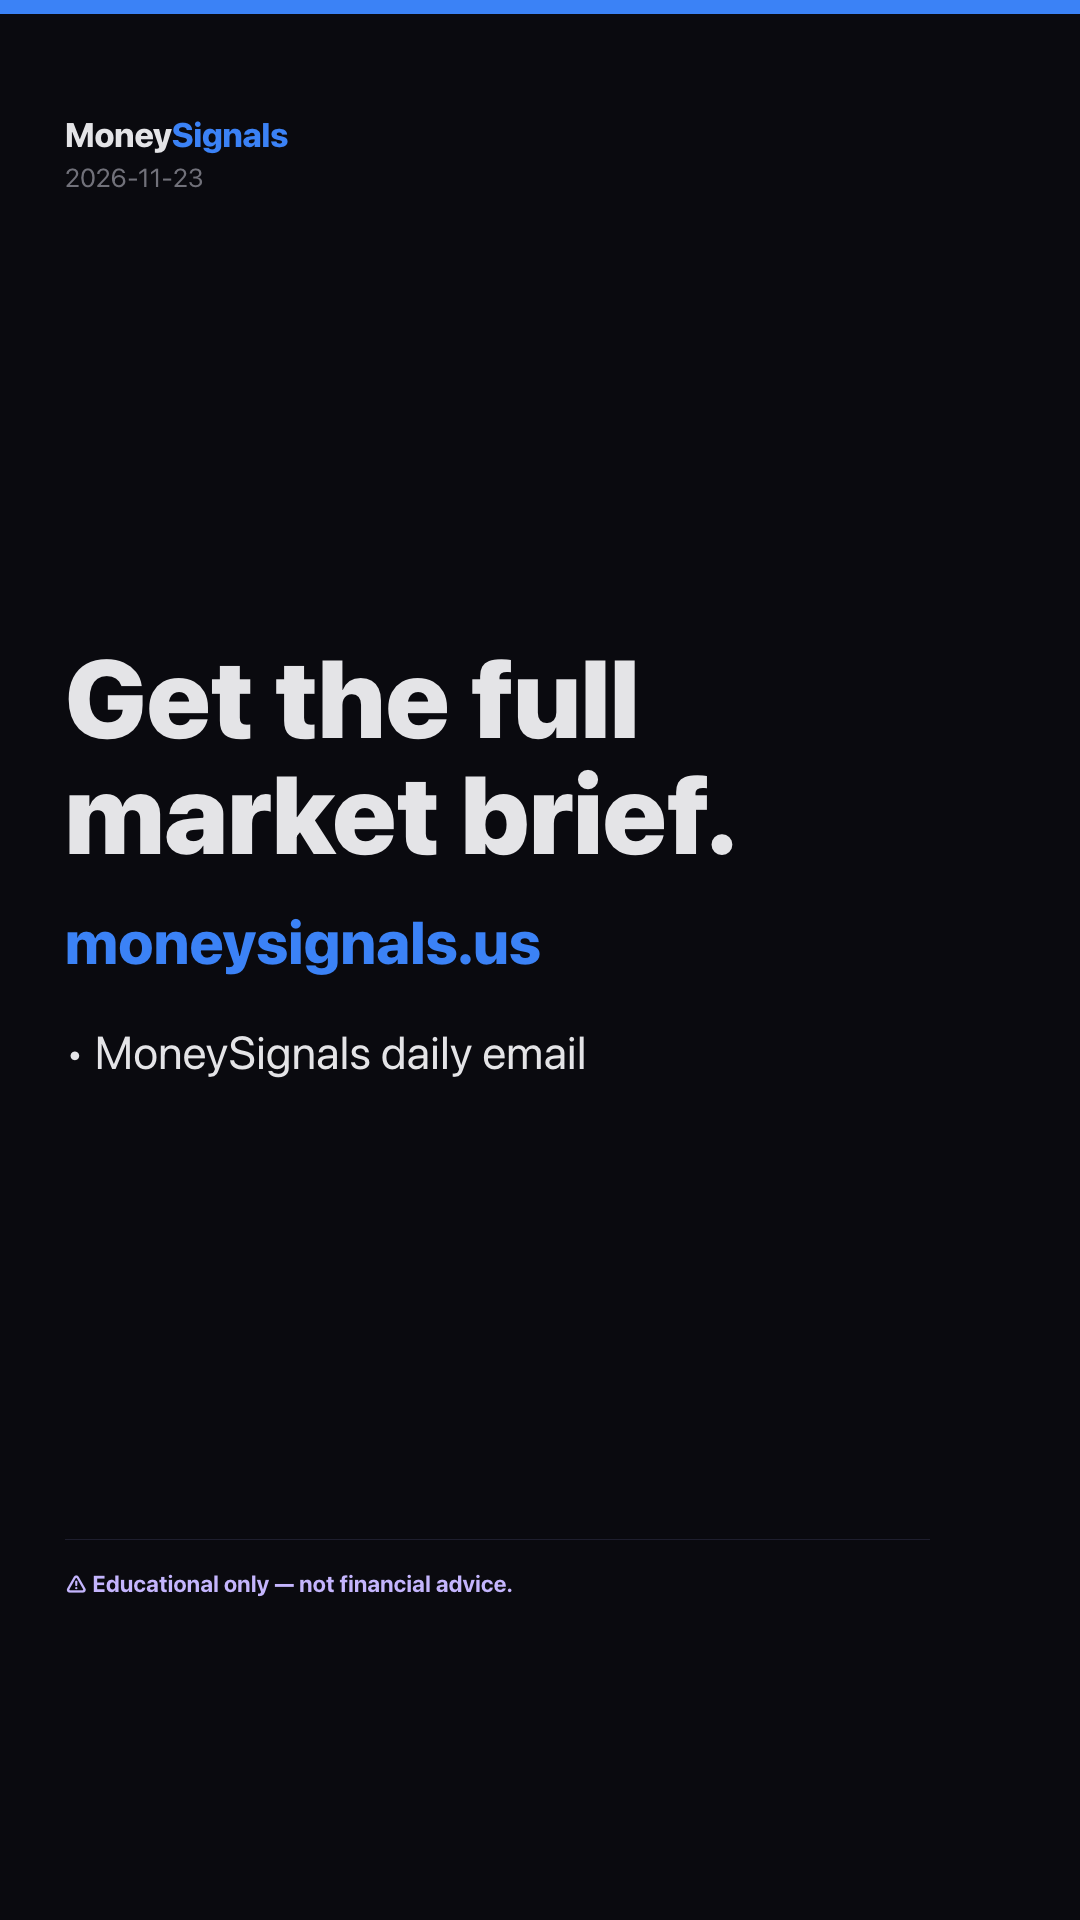 MoneySignals
2026-11-23
Get the full
market brief.
moneysignals.us
• MoneySignals daily email
⚠ Educational only — not financial advice.